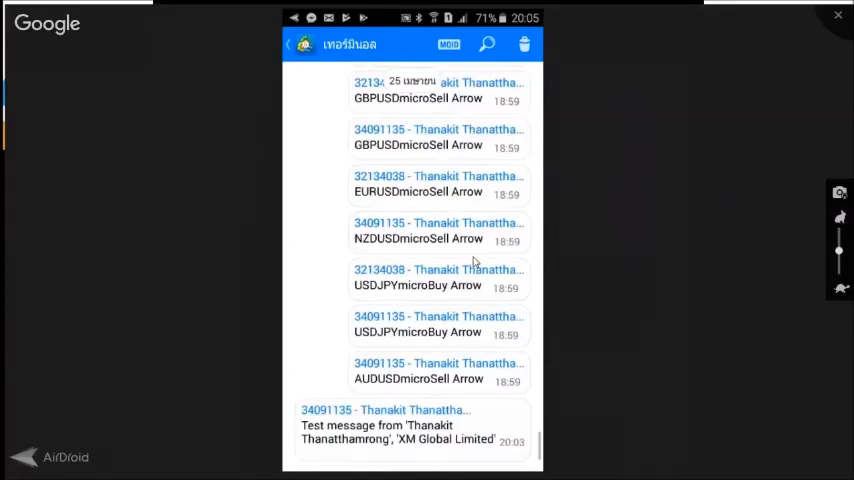 Google
71% 20:05
เทอร์มินอล MQID
25 เมษายน
32134 akit Thanattha...
GBPUSDmicroSell Arrow 18:59
34091135 - Thanakit Thanattha...
GBPUSDmicroSell Arrow 18:59
32134038 - Thanakit Thanattha...
EURUSDmicroSell Arrow 18:59
34091135 - Thanakit Thanattha...
NZDUSDmicroSell Arrow 18:59
32134038 - Thanakit Thanattha...
USDJPYmicroBuy Arrow 18:59
34091135 - Thanakit Thanattha...
USDJPYmicroBuy Arrow 18:59
34091135 - Thanakit Thanattha...
AUDUSDmicroSell Arrow 18:59
34091135 - Thanakit Thanattha...
Test message from 'Thanakit
Thanatthamrong', 'XM Global Limited' 20:03
AirDroid